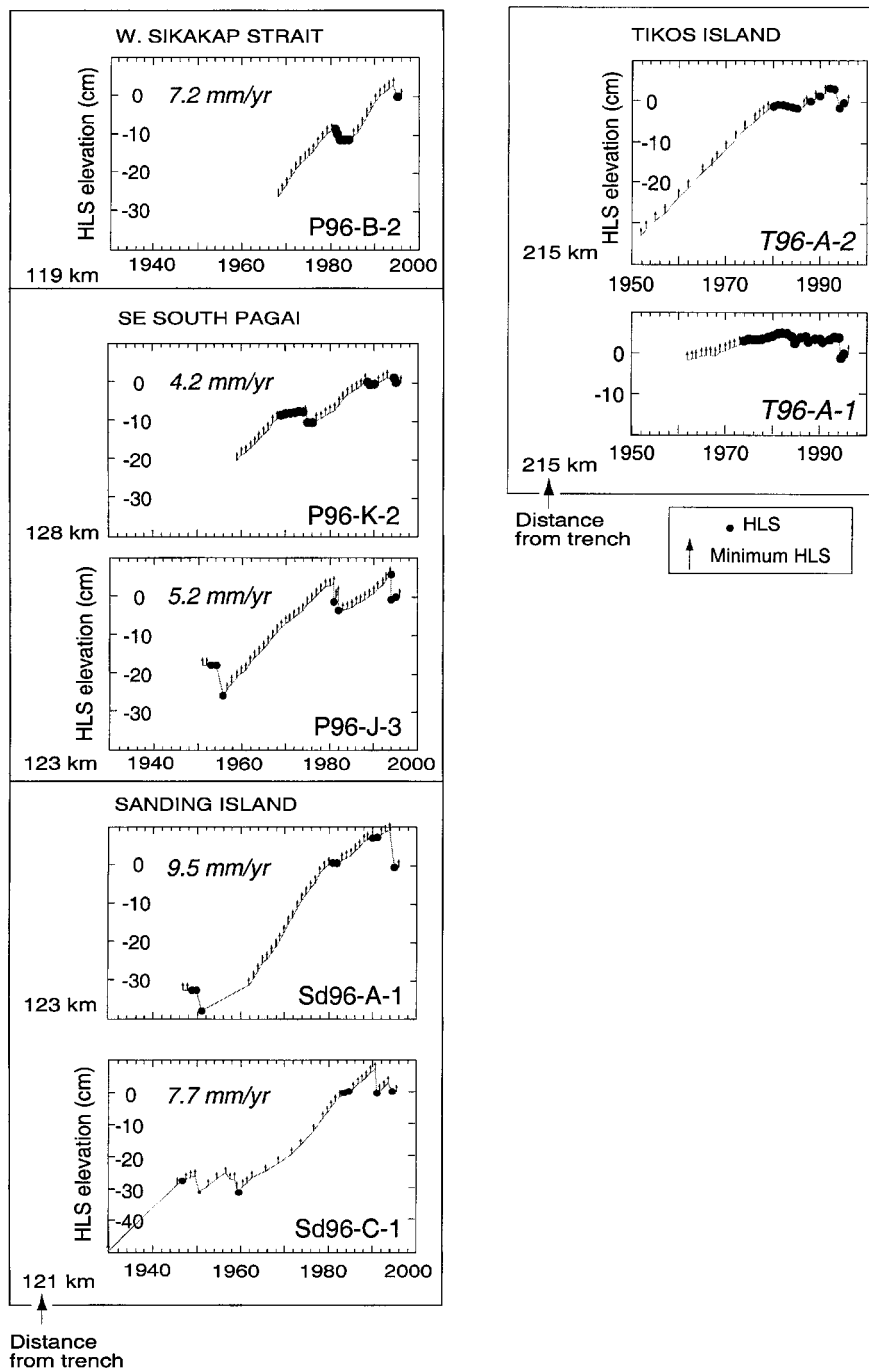 W. SIKAKAP STRAIT
HLS elevation (cm)
7.2 mm/yr
0
-10
-20
-30
P96-B-2
1940 1960 1980 2000
119 km
SE SOUTH PAGAI
4.2 mm/yr
0
-10
-20
-30
P96-K-2
128 km
HLS elevation (cm)
5.2 mm/yr
0
-10
-20
-30
P96-J-3
1940 1960 1980 2000
123 km
SANDING ISLAND
9.5 mm/yr
0
-10
-20
-30
Sd96-A-1
123 km
HLS elevation (cm)
7.7 mm/yr
0
-10
-20
-30
-40
Sd96-C-1
1940 1960 1980 2000
121 km
Distance
from trench
TIKOS ISLAND
HLS elevation (cm)
0
-10
-20
-30
T96-A-2
215 km
1950 1970 1990
0
-10
T96-A-1
1950 1970 1990
215 km
Distance
from trench
HLS
Minimum HLS